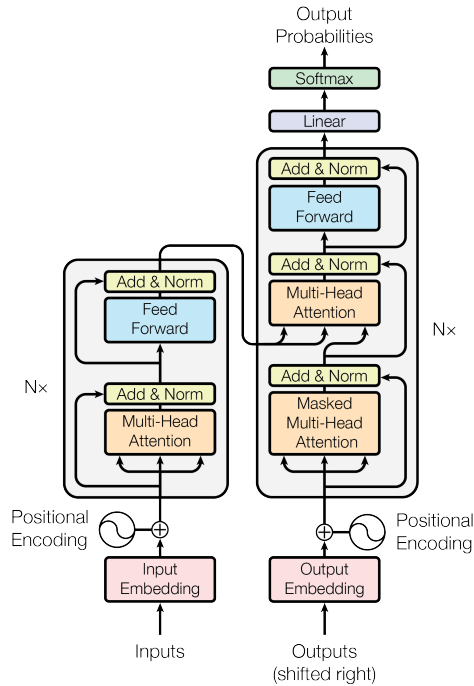 Output
Probabilities
Softmax
Linear
Add & Norm
Feed
Forward
Add & Norm
Multi-Head
Attention
Add & Norm
Masked
Multi-Head
Attention
N×
Add & Norm
Feed
Forward
Add & Norm
Multi-Head
Attention
N×
Positional
Encoding
Positional
Encoding
Input
Embedding
Output
Embedding
Inputs
Outputs
(shifted right)